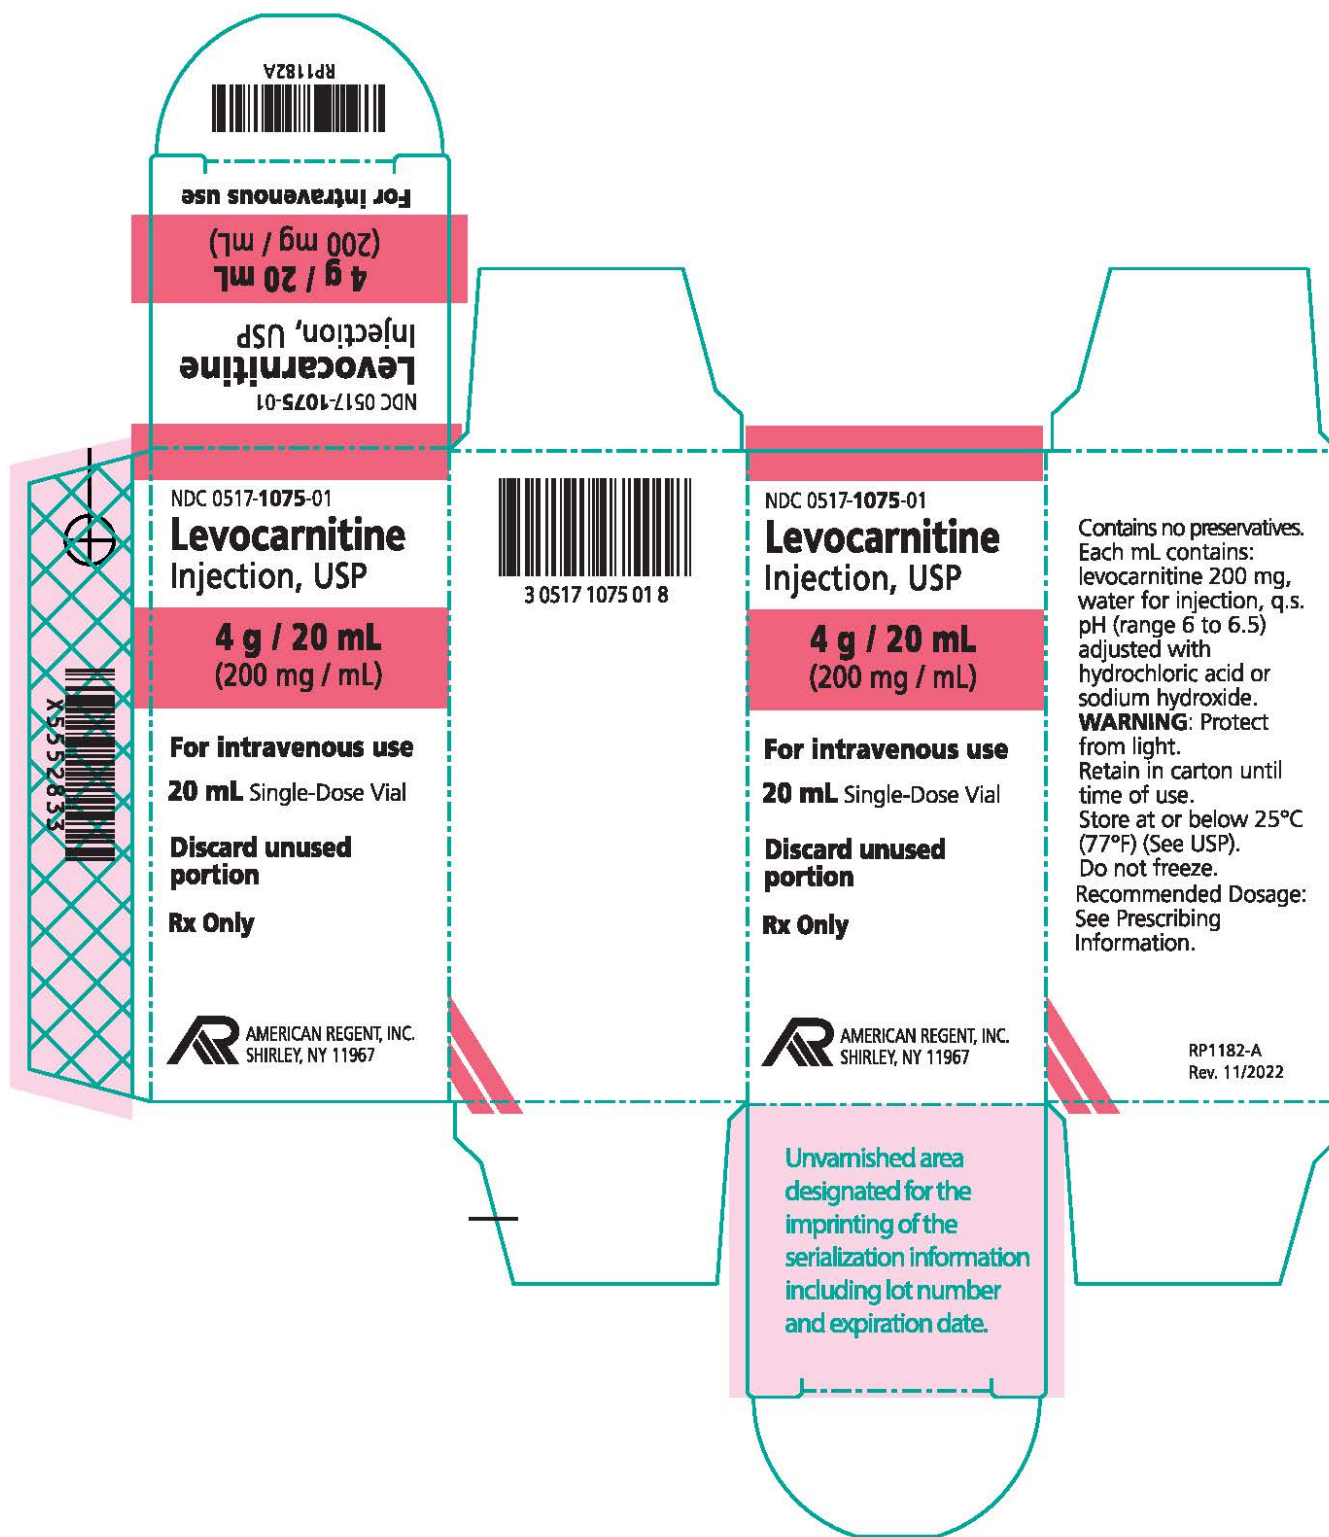 RP1182A
For intravenous use
(200 mg / mL)
4 g / 20 mL
Injection, USP
Levocarnitine
NDC 0517-1075-01
X5552833
NDC 0517-1075-01
Levocarnitine
Injection, USP
4 g / 20 mL
(200 mg / mL)
For intravenous use
20 mL Single-Dose Vial
Discard unused
portion
Rx Only
AR AMERICAN REGENT, INC.
SHIRLEY, NY 11967
3 0517 1075 01 8
NDC 0517-1075-01
Levocarnitine
Injection, USP
4 g / 20 mL
(200 mg / mL)
For intravenous use
20 mL Single-Dose Vial
Discard unused
portion
Rx Only
AR AMERICAN REGENT, INC.
SHIRLEY, NY 11967
Contains no preservatives.
Each mL contains:
levocarnitine 200 mg,
water for injection, q.s.
pH (range 6 to 6.5)
adjusted with
hydrochloric acid or
sodium hydroxide.
WARNING: Protect
from light.
Retain in carton until
time of use.
Store at or below 25°C
(77°F) (See USP).
Do not freeze.
Recommended Dosage:
See Prescribing
Information.
RP1182-A
Rev. 11/2022
Unvarnished area
designated for the
imprinting of the
serialization information
including lot number
and expiration date.